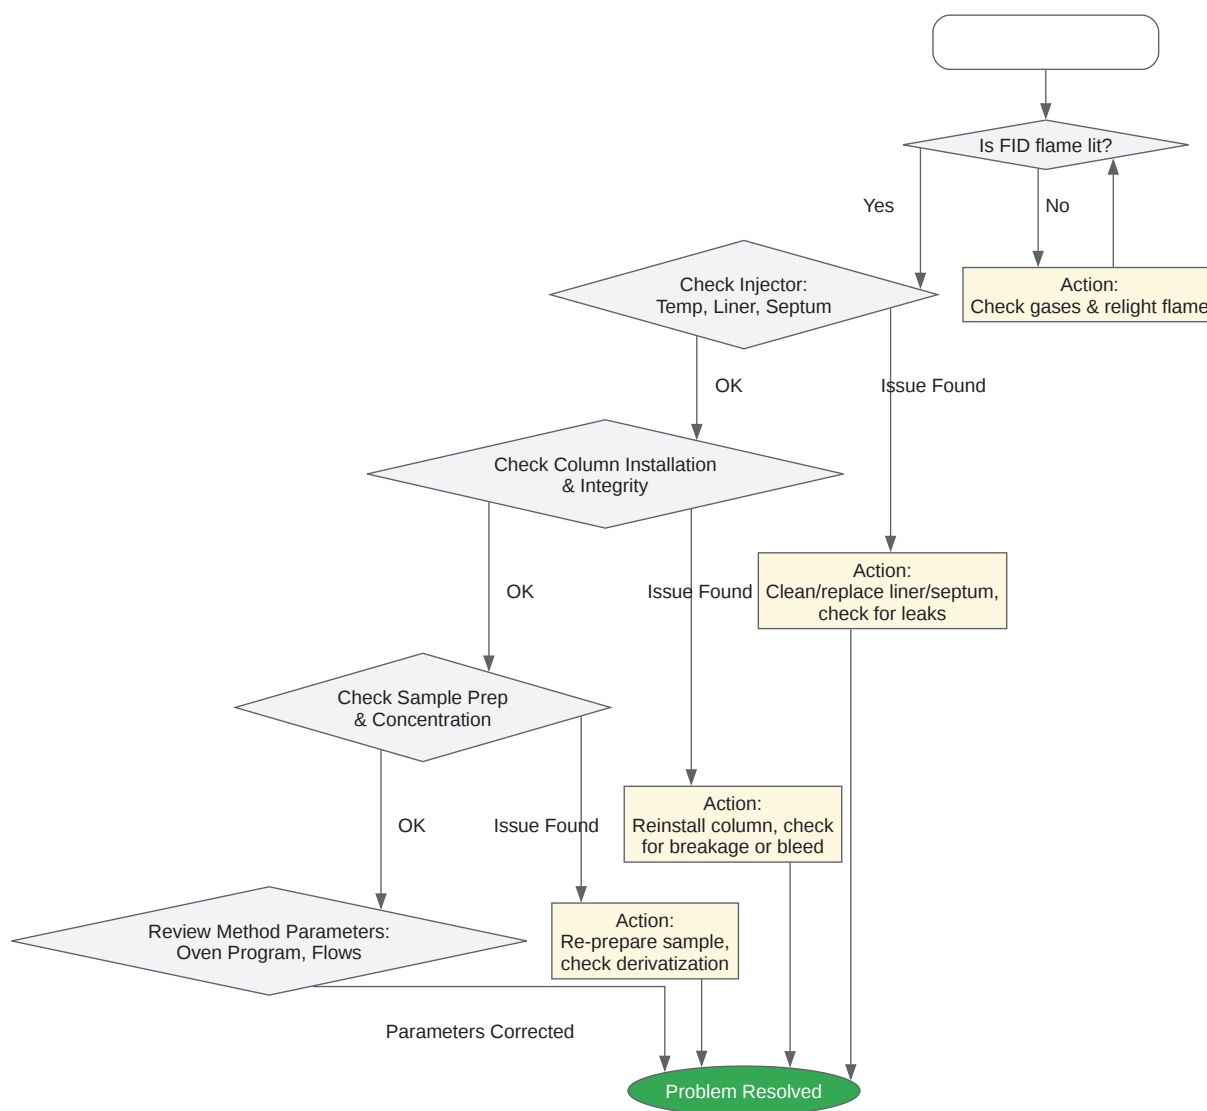 Is FID flame lit?
Yes
No
Check Injector:
Temp, Liner, Septum
Action:
Check gases & relight flame
OK
Issue Found
Check Column Installation
& Integrity
OK
Issue Found
Action:
Clean/replace liner/septum,
check for leaks
Check Sample Prep
& Concentration
OK
Issue Found
Action:
Reinstall column, check
for breakage or bleed
Review Method Parameters:
Oven Program, Flows
Action:
Re-prepare sample,
check derivatization
Parameters Corrected
Problem Resolved